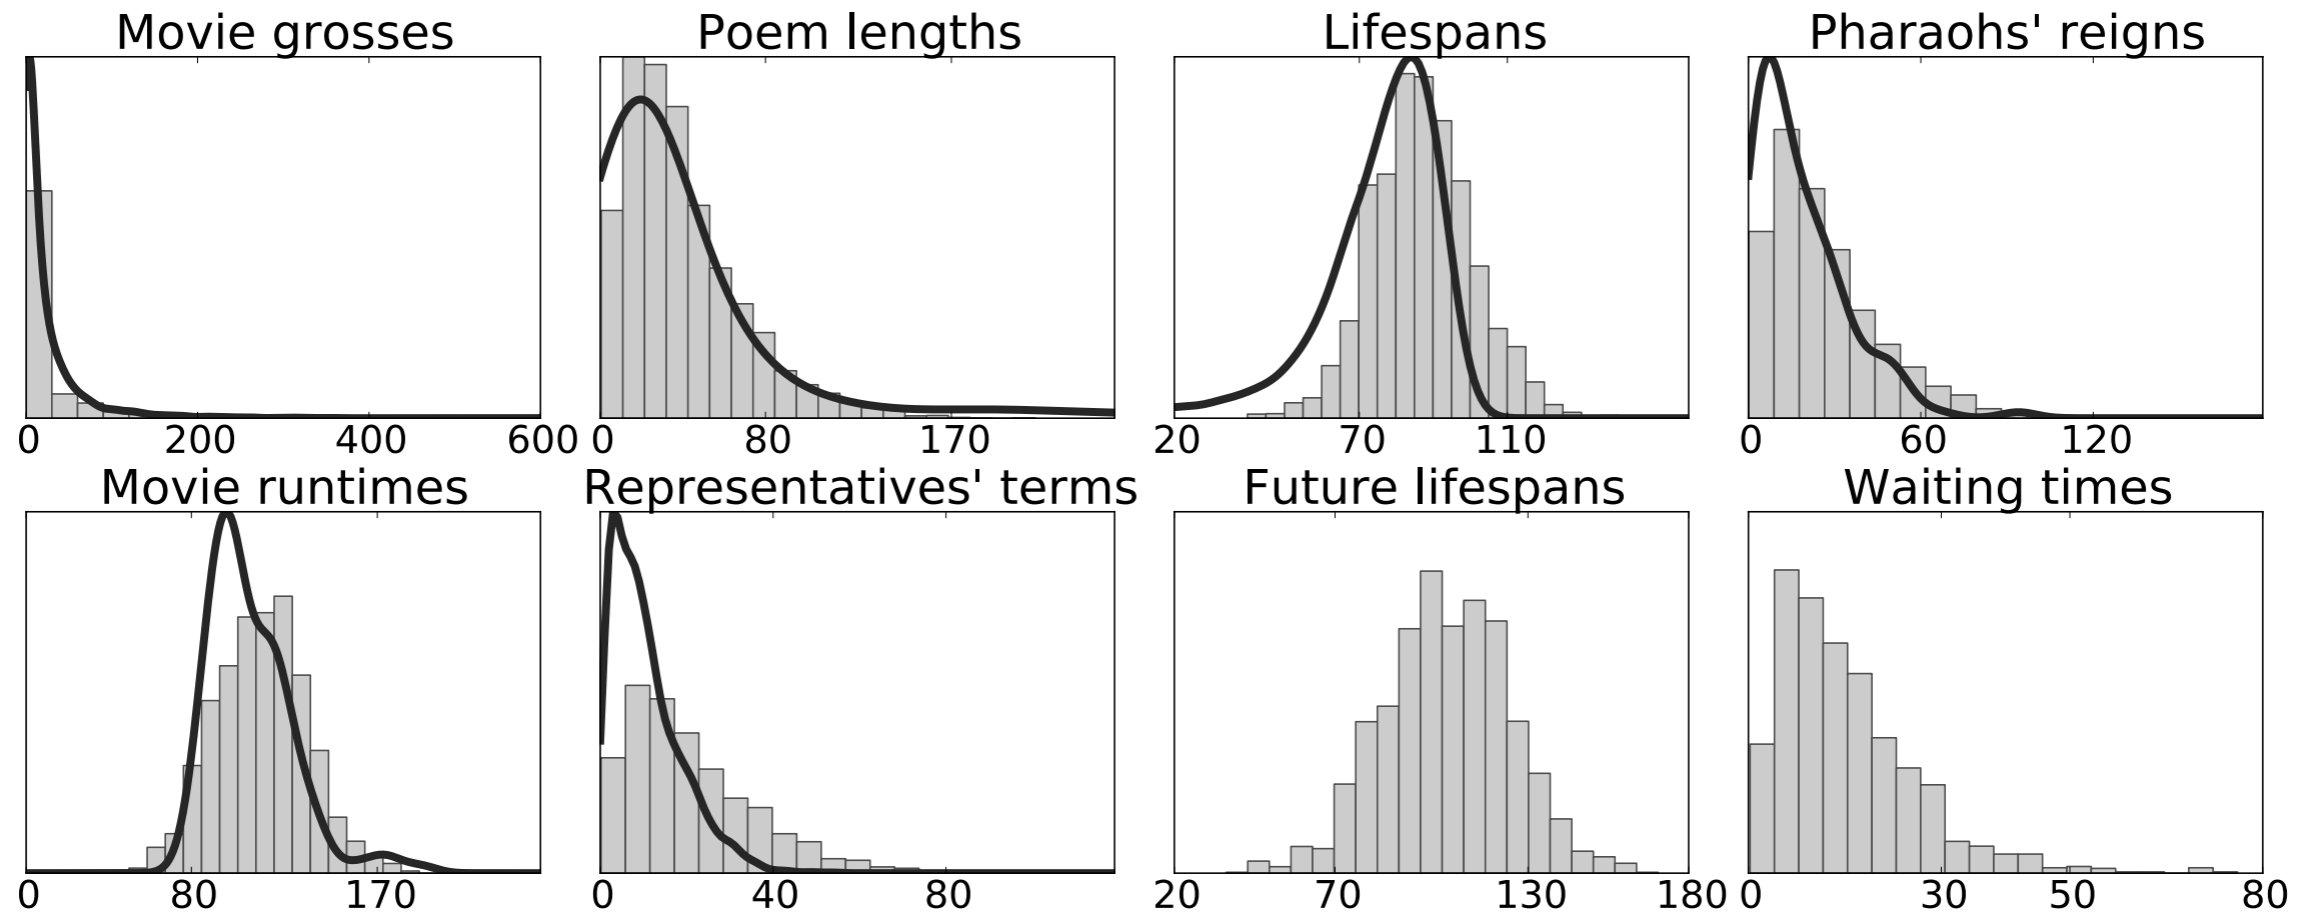 Movie grosses Poem lengths Lifespans Pharaohs' reigns
0 200 400 600 0 80 170 20 70 110 0 60 120
Movie runtimes Representatives' terms Future lifespans Waiting times
0 80 170 0 40 80 20 70 130 180 0 30 50 80